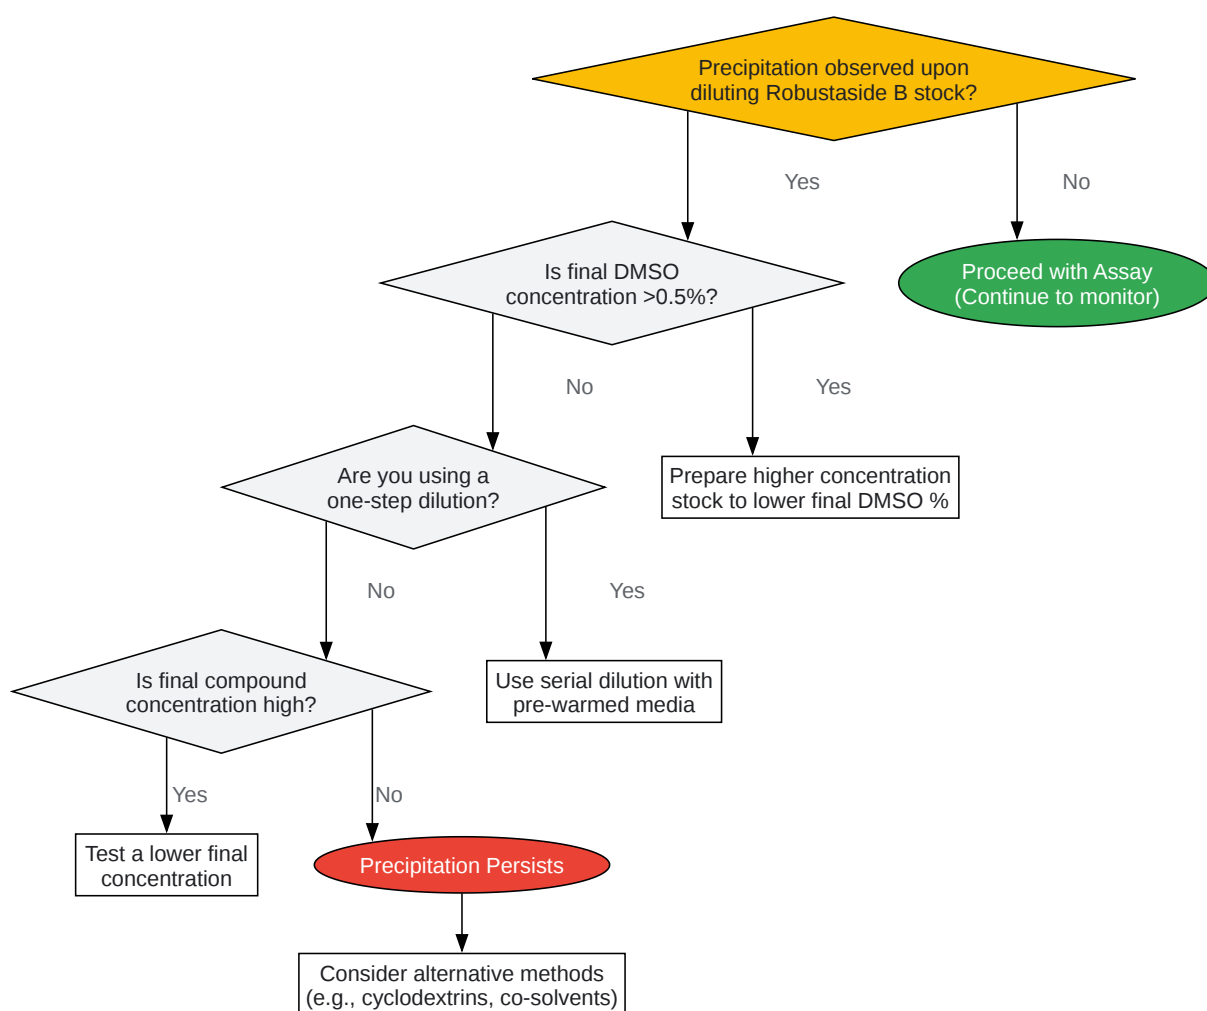 Precipitation observed upon
diluting Robustaside B stock?
Yes
No
Is final DMSO
concentration >0.5%?
Proceed with Assay
(Continue to monitor)
No
Yes
Are you using a
one-step dilution?
Prepare higher concentration
stock to lower final DMSO %
No
Yes
Is final compound
concentration high?
Use serial dilution with
pre-warmed media
Yes
No
Test a lower final
concentration
Precipitation Persists
Consider alternative methods
(e.g., cyclodextrins, co-solvents)